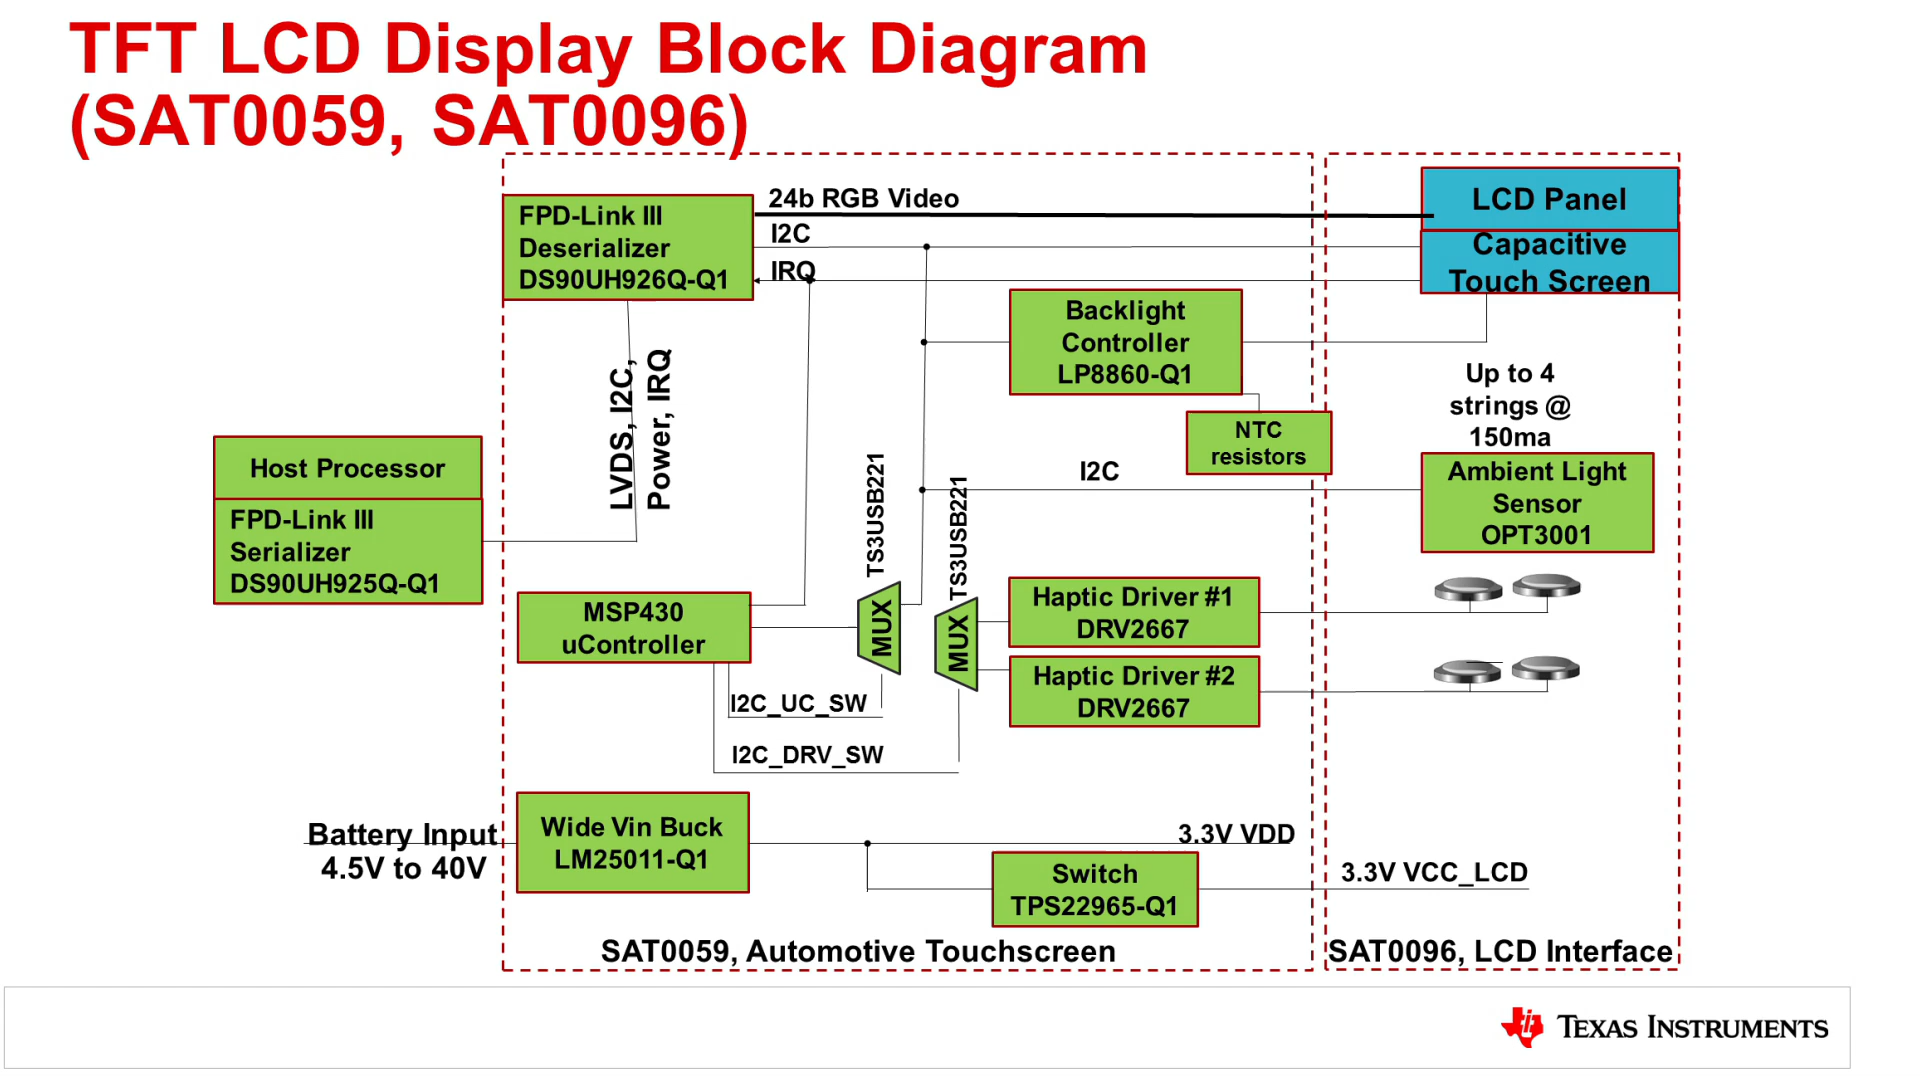 TFT LCD Display Block Diagram
(SAT0059, SAT0096)
24b RGB Video
I2C
IRQ
FPD-Link III
Deserializer
DS90UH926Q-Q1
LCD Panel
Capacitive
Touch Screen
Backlight
Controller
LP8860-Q1
NTC
resistors
Up to 4
strings @
150ma
LVDS, I2C,
Power, IRQ
Host Processor
FPD-Link III
Serializer
DS90UH925Q-Q1
TS3USB221
TS3USB221
I2C
Ambient Light
Sensor
OPT3001
MSP430
uController
MUX
MUX
Haptic Driver #1
DRV2667
Haptic Driver #2
DRV2667
I2C_UC_SW
I2C_DRV_SW
Battery Input
4.5V to 40V
Wide Vin Buck
LM25011-Q1
3.3V VDD
Switch
TPS22965-Q1
3.3V VCC_LCD
SAT0059, Automotive Touchscreen
SAT0096, LCD Interface
TEXAS INSTRUMENTS